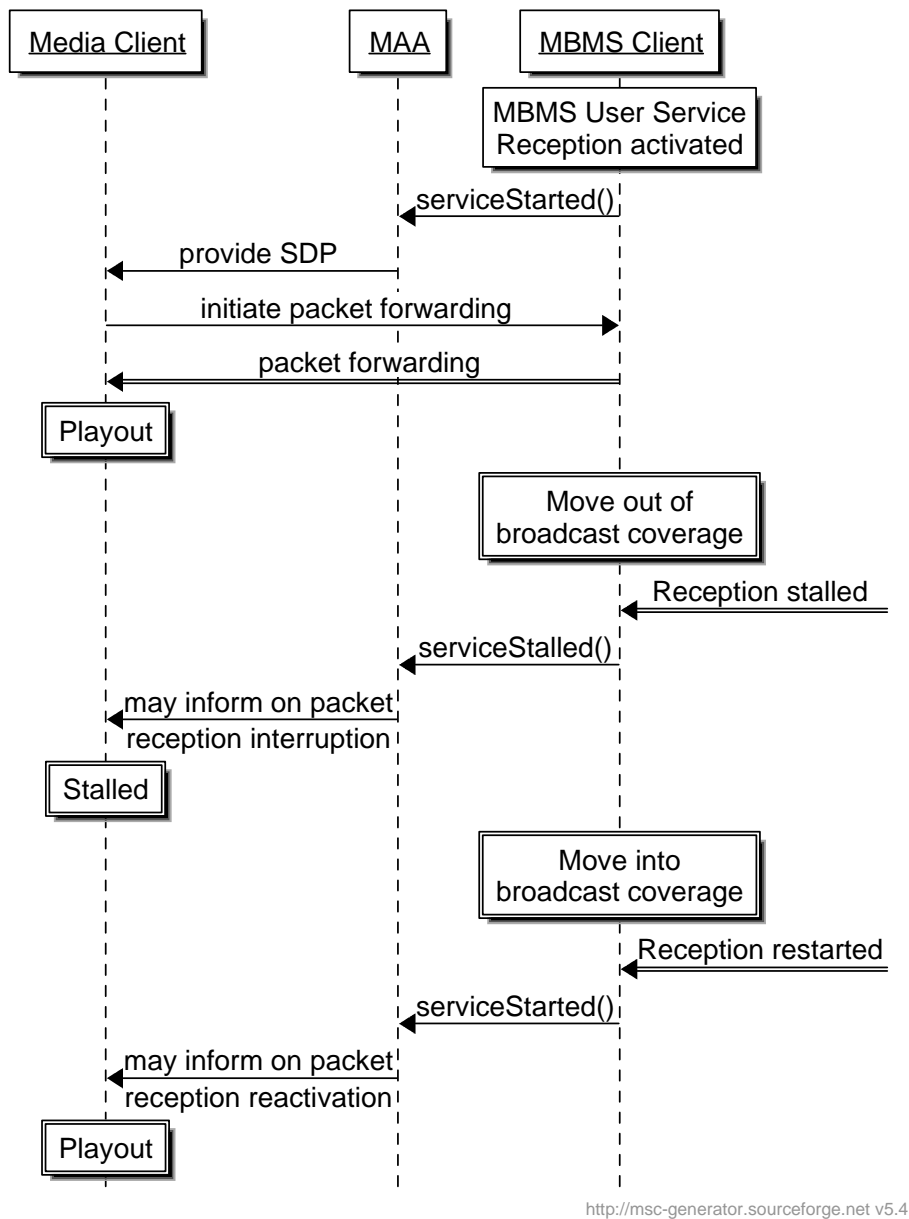 Media Client
MAA
MBMS Client
MBMS User Service
Reception activated
serviceStarted()
provide SDP
initiate packet forwarding
packet forwarding
Playout
Move out of
broadcast coverage
Reception stalled
serviceStalled()
may inform on packet
reception interruption
Stalled
Move into
broadcast coverage
Reception restarted
serviceStarted()
may inform on packet
reception reactivation
Playout
http://msc-generator.sourceforge.net v5.4